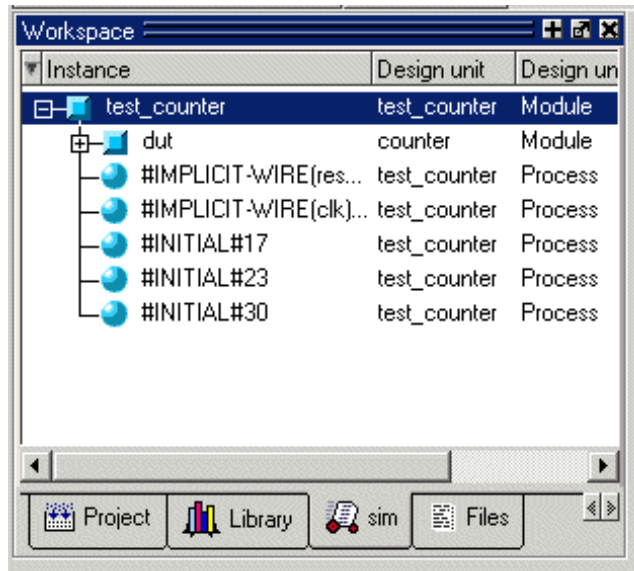 Workspace
Instance Design unit Design un
test_counter test_counter Module
dut counter Module
#IMPLICIT-WIRE(res... test_counter Process
#IMPLICIT-WIRE(clk)... test_counter Process
#INITIAL#17 test_counter Process
#INITIAL#23 test_counter Process
#INITIAL#30 test_counter Process
Project Library sim Files